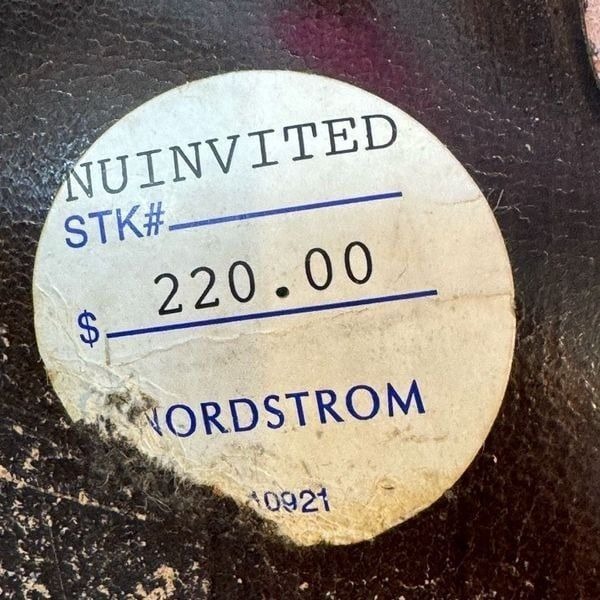 NUINVITED
STK#
$ 220.00
NORDSTROM
10921